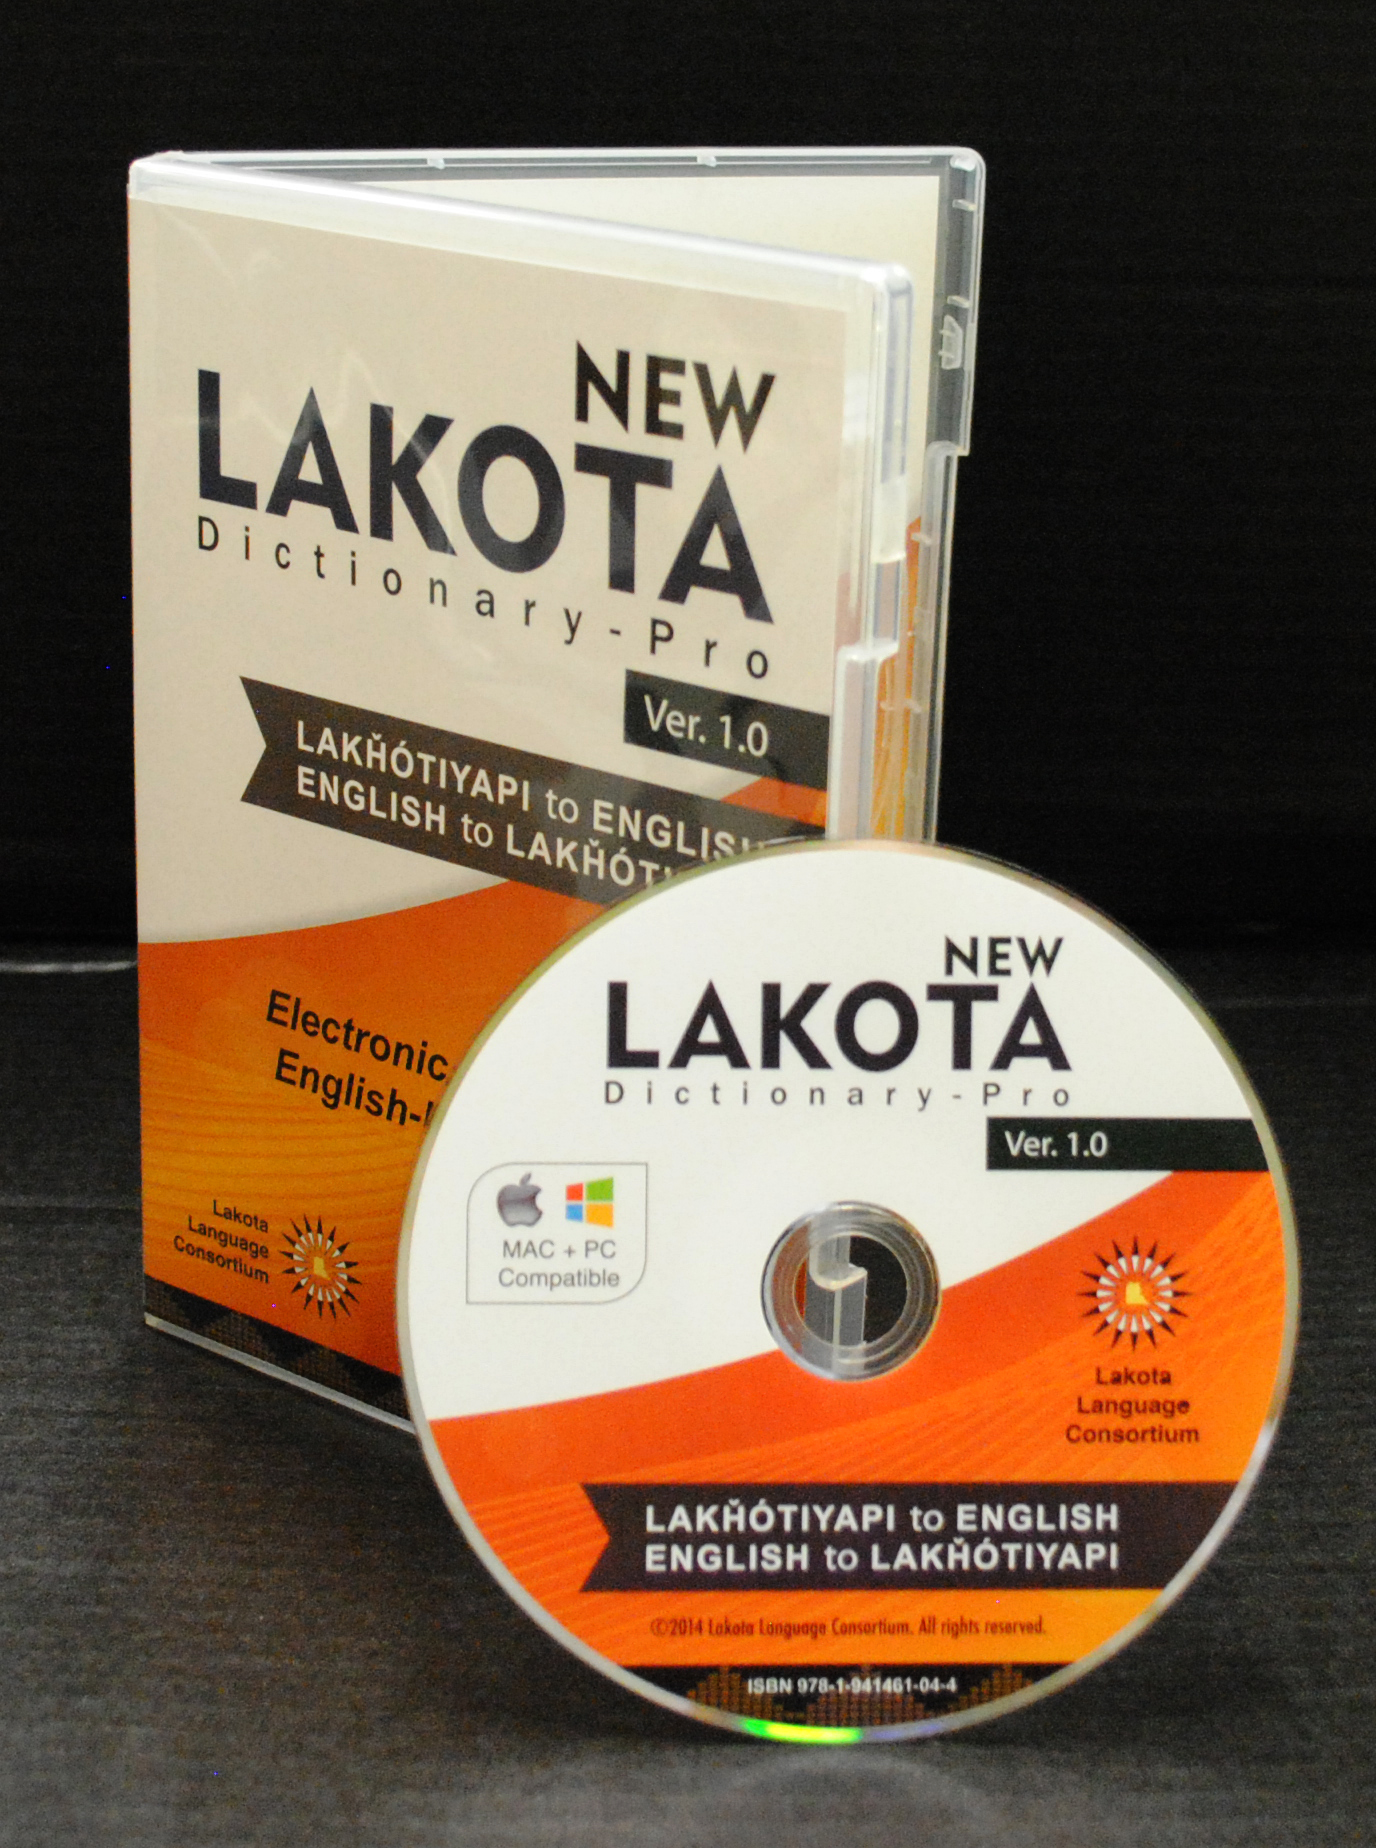 NEW
LAKOTA
Dictionary-Pro
Ver. 1.0
LAKȞÓTIYAPI to ENGLISH
ENGLISH to
Electronic
English-
Lakota
Language
Consortium
NEW
LAKOTA
Dictionary-Pro
Ver. 1.0
MAC + PC
Compatible
Lakota
Language
Consortium
LAKȞÓTIYAPI to ENGLISH
ENGLISH to LAKȞÓTIYAPI
©2014 Lakota Language Consortium. All rights reserved.
ISBN 978-1-941461-04-4